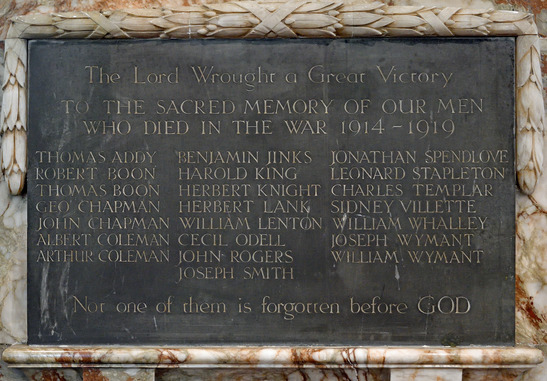 The Lord Wrought a Great Victory
TO THE SACRED MEMORY OF OUR MEN
WHO DIED IN THE WAR 1914-1919
THOMAS ADDY
ROBERT BOON
THOMAS BOON
GEO CHAPMAN
JOHN CHAPMAN
ALBERT COLEMAN
ARTHUR COLEMAN
BENJAMIN JINKS
HAROLD KING
HERBERT KNIGHT
HERBERT LANK
WILLIAM LENTON
CECIL ODELL
JOHN ROGERS
JOSEPH SMITH
JONATHAN SPENDLOVE
LEONARD STAPLETON
CHARLES TEMPLAR
SIDNEY VILLETTE
WILLIAM WHALLEY
JOSEPH WYMANT
WILLIAM WYMANT
Not one of them is forgotten before GOD